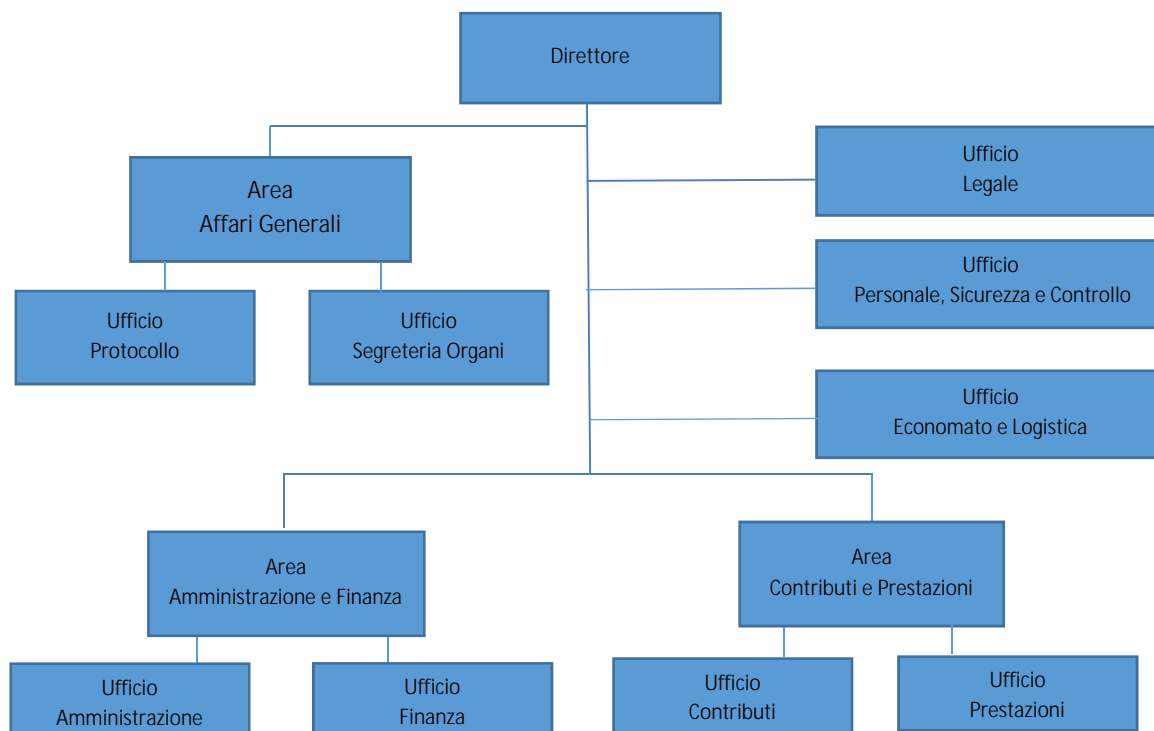 Direttore
Area
Affari Generali
Ufficio
Legale
Ufficio
Personale, Sicurezza e Controllo
Ufficio
Protocollo
Ufficio
Segreteria Organi
Ufficio
Economato e Logistica
Area
Amministrazione e Finanza
Area
Contributi e Prestazioni
Ufficio
Amministrazione
Ufficio
Finanza
Ufficio
Contributi
Ufficio
Prestazioni